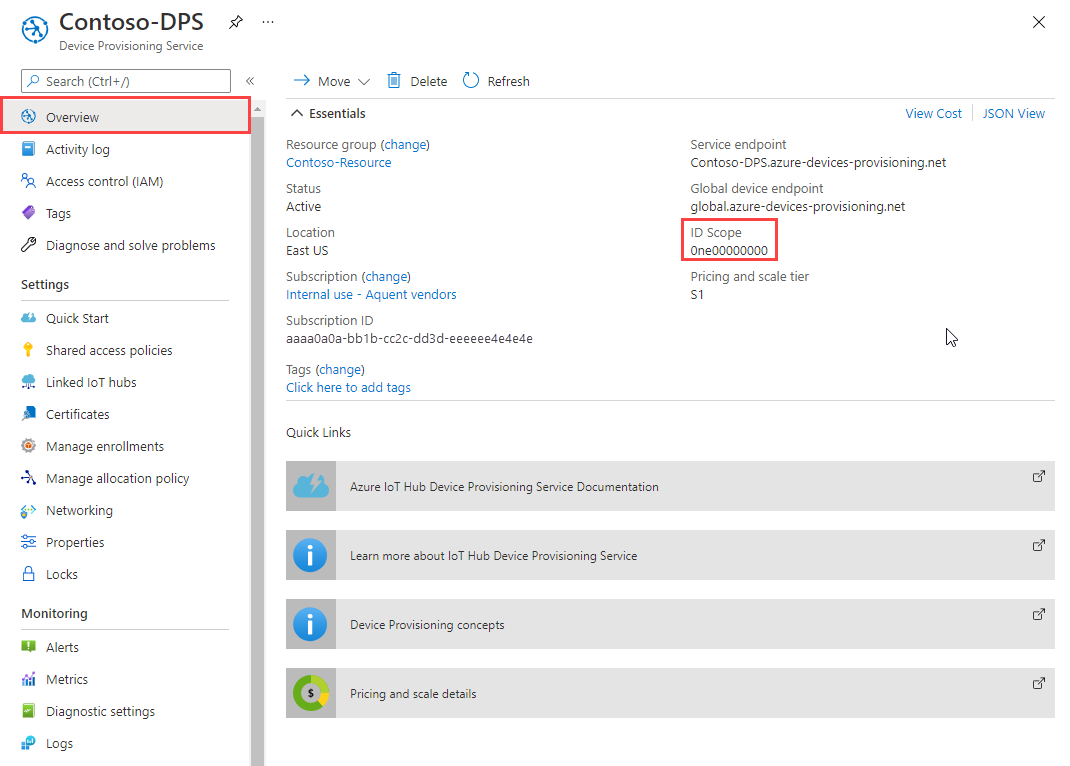 Contoso-DPS
Device Provisioning Service
Search (Ctrl+/)
Overview
Activity log
Access control (IAM)
Tags
Diagnose and solve problems
Settings
Quick Start
Shared access policies
Linked IoT hubs
Certificates
Manage enrollments
Manage allocation policy
Networking
Properties
Locks
Monitoring
Alerts
Metrics
Diagnostic settings
Logs
Move
Delete
Refresh
Essentials
View Cost
JSON View
Resource group (change)
Contoso-Resource
Status
Active
Location
East US
Subscription (change)
Internal use - Aquent vendors
Subscription ID
aaaa0a0a-bb1b-cc2c-dd3d-eeeeee4e4e4e
Tags (change)
Click here to add tags
Service endpoint
Contoso-DPS.azure-devices-provisioning.net
Global device endpoint
global.azure-devices-provisioning.net
ID Scope
0ne00000000
Pricing and scale tier
S1
Quick Links
Azure IoT Hub Device Provisioning Service Documentation
Learn more about IoT Hub Device Provisioning Service
Device Provisioning concepts
Pricing and scale details